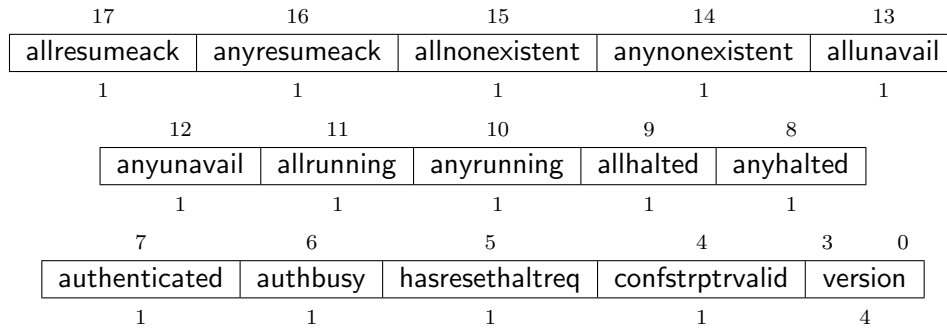 17 16 15 14 13
allresumeack anyresumeack allnonexistent anynonexistent allunavail
1 1 1 1 1
12 11 10 9 8
anyunavail allrunning anyrunning allhalted anyhalted
1 1 1 1 1
7 6 5 4 3 0
authenticated authbusy hasresethaltreq confstrptrvalid version
1 1 1 1 4